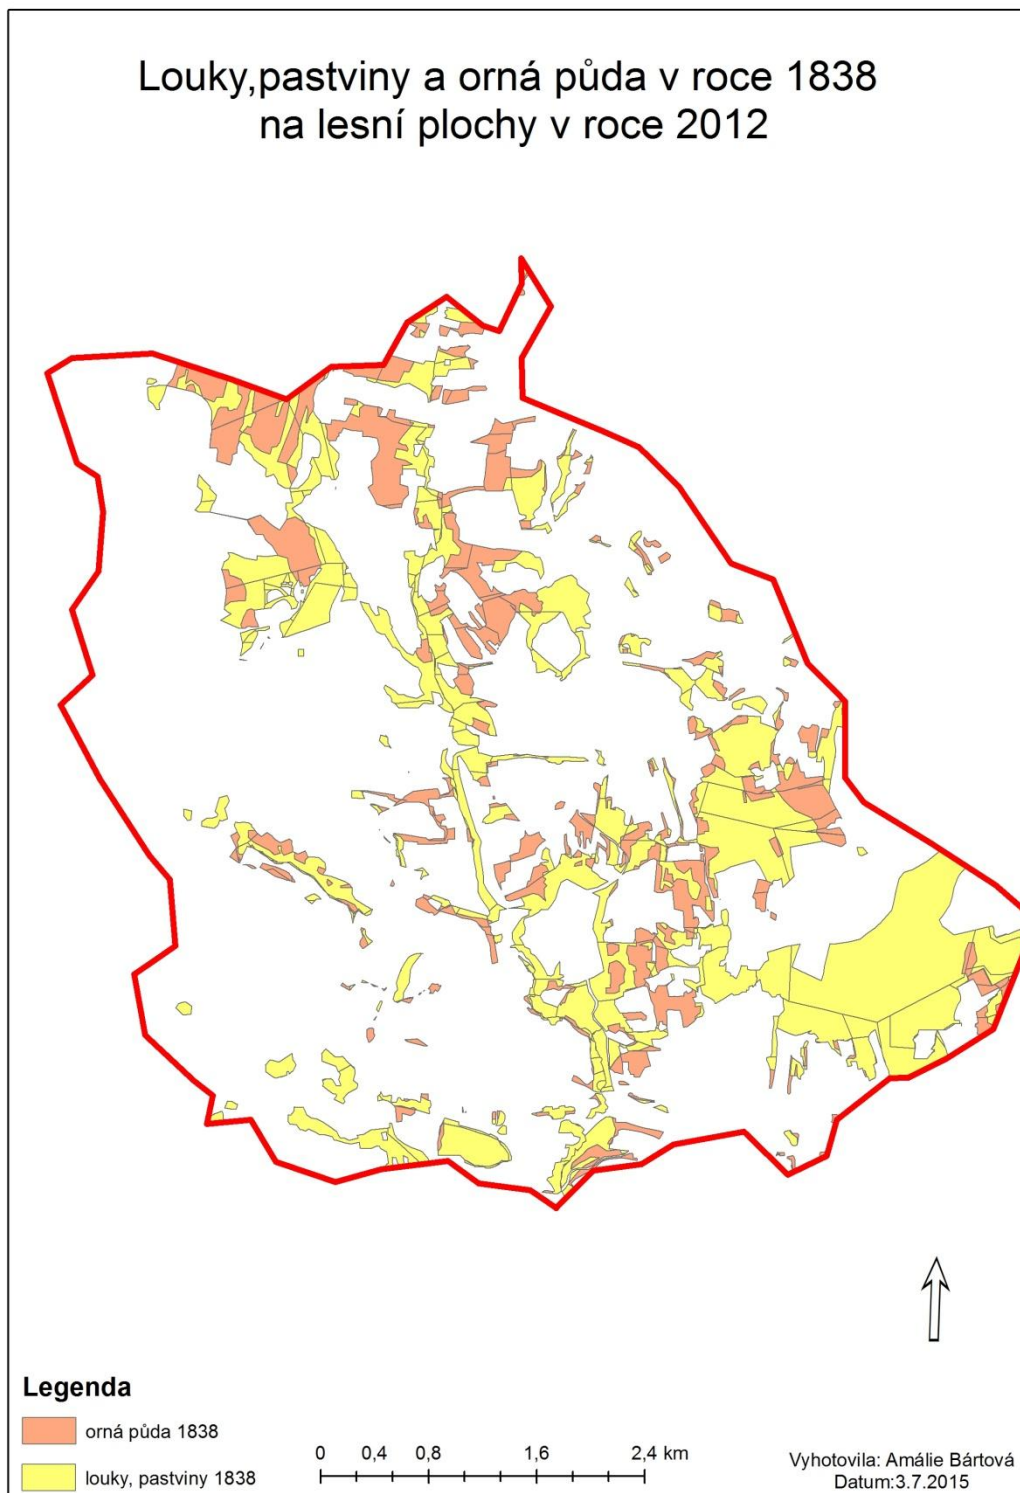 Louky,pastviny a orná půda v roce 1838
na lesní plochy v roce 2012
Legenda
orná půda 1838
louky, pastviny 1838
0 0,4 0,8 1,6 2,4 km
Vyhotovila: Amálie Bártová
Datum:3.7.2015